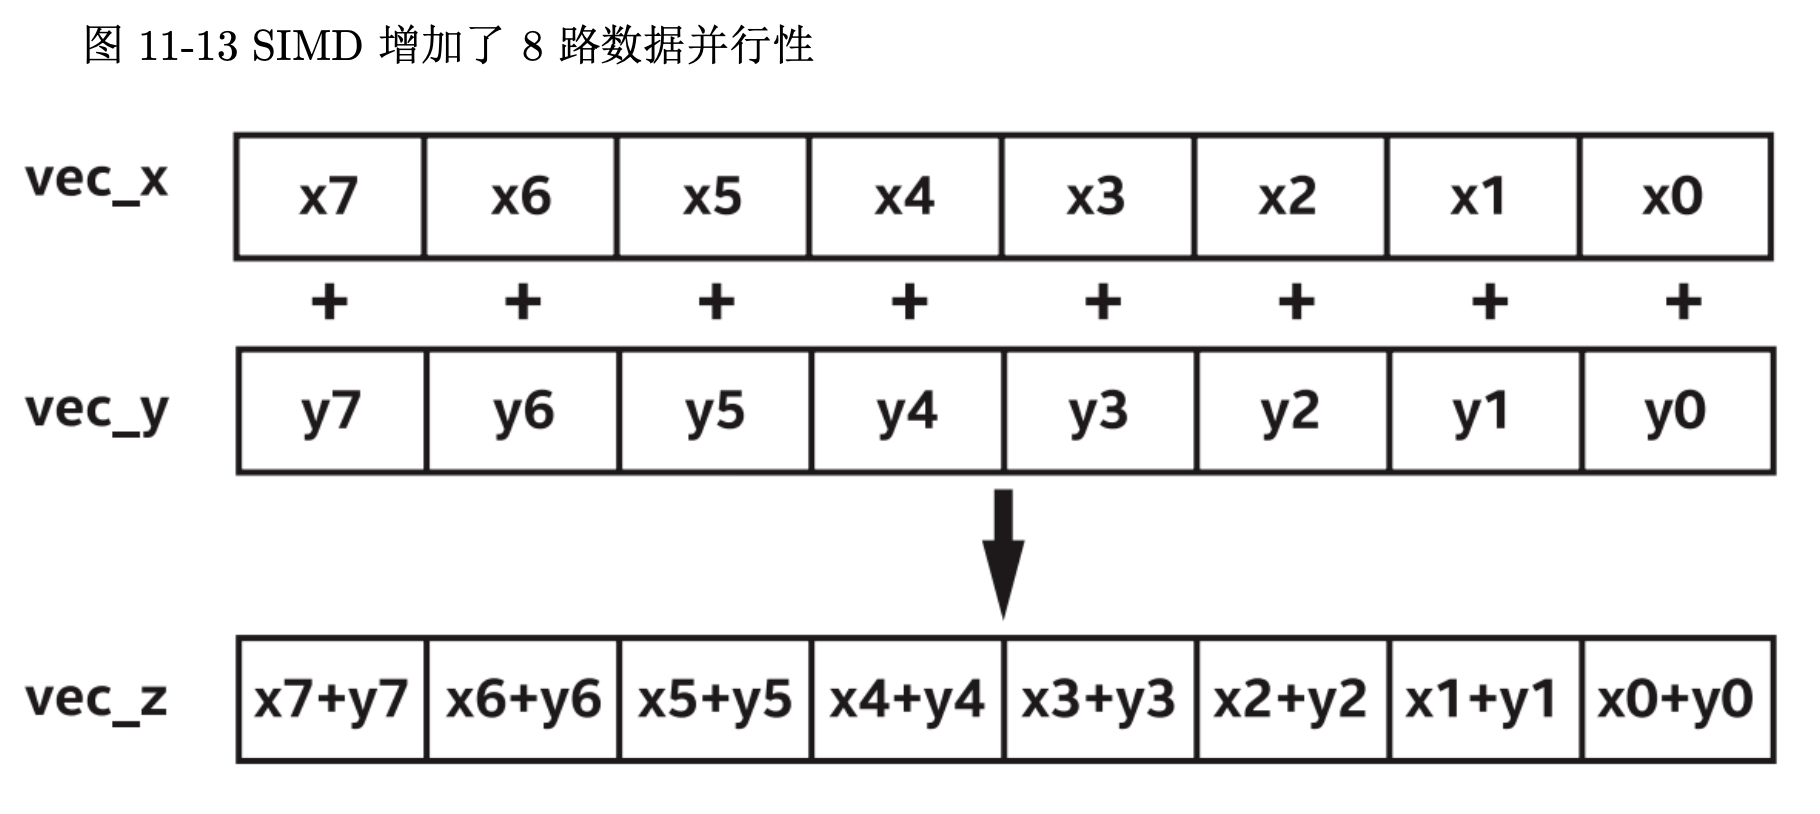 图 11-13 SIMD 增加了 8 路数据并行性
vec_x x7 x6 x5 x4 x3 x2 x1 x0
+ + + + + + + +
vec_y y7 y6 y5 y4 y3 y2 y1 y0
vec_z x7+y7 x6+y6 x5+y5 x4+y4 x3+y3 x2+y2 x1+y1 x0+y0